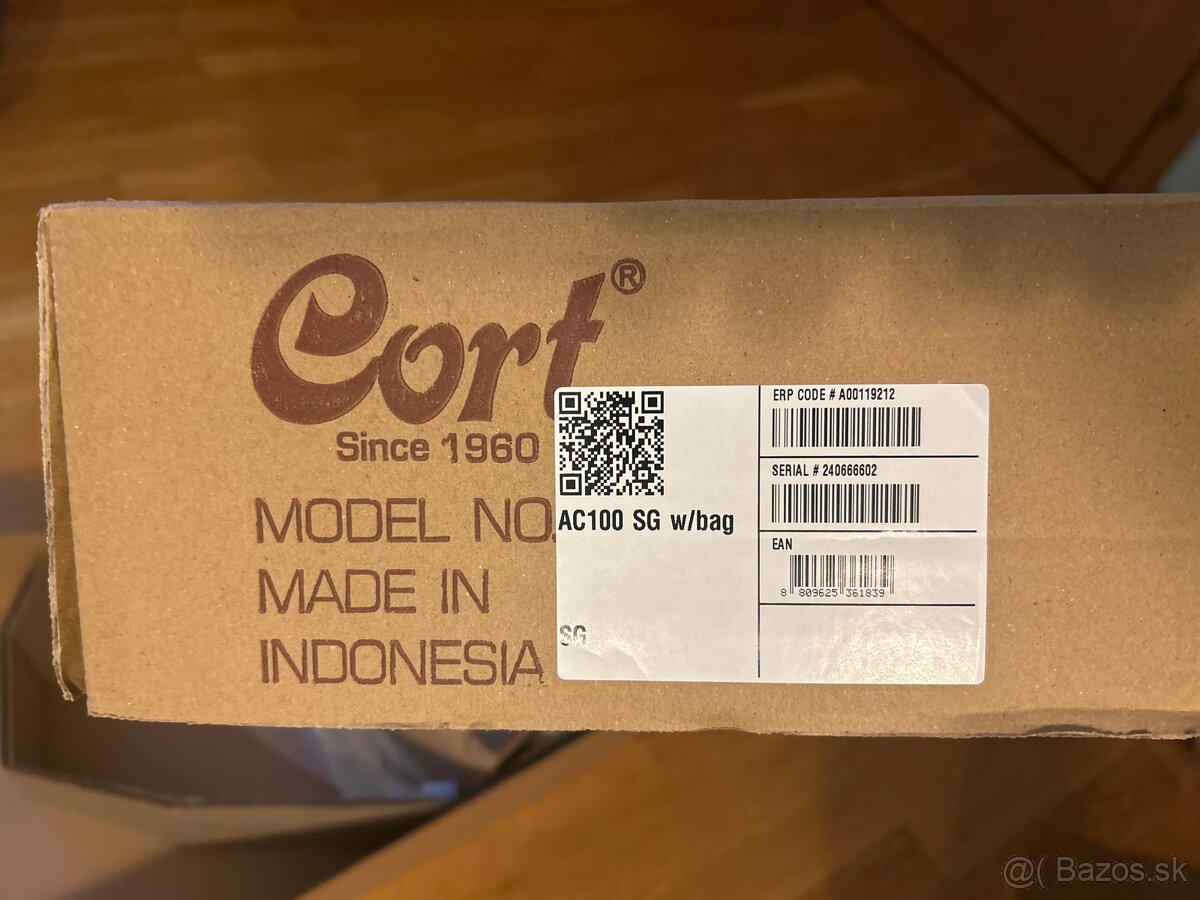 Cort®
Since 1960
MODEL NO.
MADE IN
INDONESIA
AC100 SG w/bag
SG
ERP CODE # A00119212
SERIAL # 240666602
EAN
8 809625 361839
@( Bazos.sk